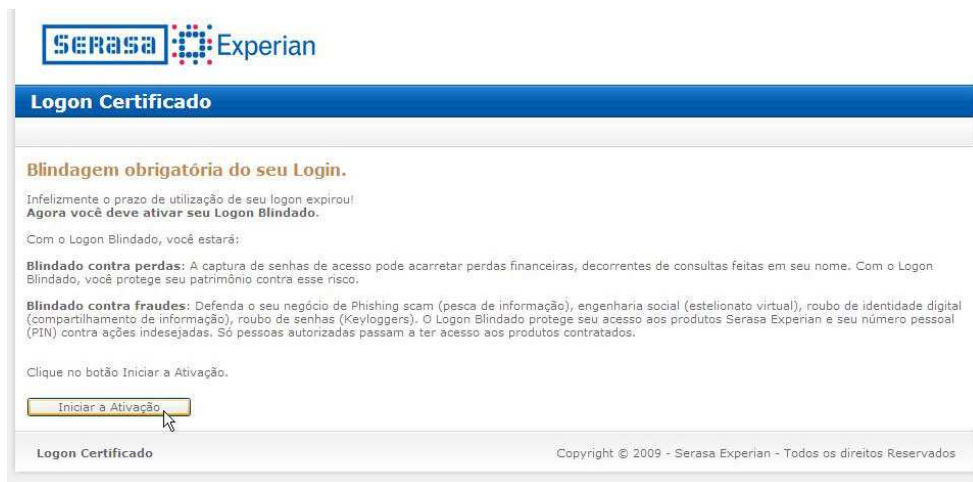 Serasa Experian
Logon Certificado
Blindagem obrigatória do seu Login.
Infelizmente o prazo de utilização de seu logon expirou!
Agora você deve ativar seu Logon Blindado.
Com o Logon Blindado, você estará:
Blindado contra perdas: A captura de senhas de acesso pode acarretar perdas financeiras, decorrentes de consultas feitas em seu nome. Com o Logon
Blindado, você protege seu patrimônio contra esse risco.
Blindado contra fraudes: Defenda o seu negócio de Phishing scam (pesca de informação), engenharia social (estelionato virtual), roubo de identidade digital
(compartilhamento de informação), roubo de senhas (Keyloggers). O Logon Blindado protege seu acesso aos produtos Serasa Experian e seu número pessoal
(PIN) contra ações indesejadas. Só pessoas autorizadas passam a ter acesso aos produtos contratados.
Clique no botão Iniciar a Ativação.
Iniciar a Ativação
Logon Certificado Copyright © 2009 - Serasa Experian - Todos os direitos Reservados